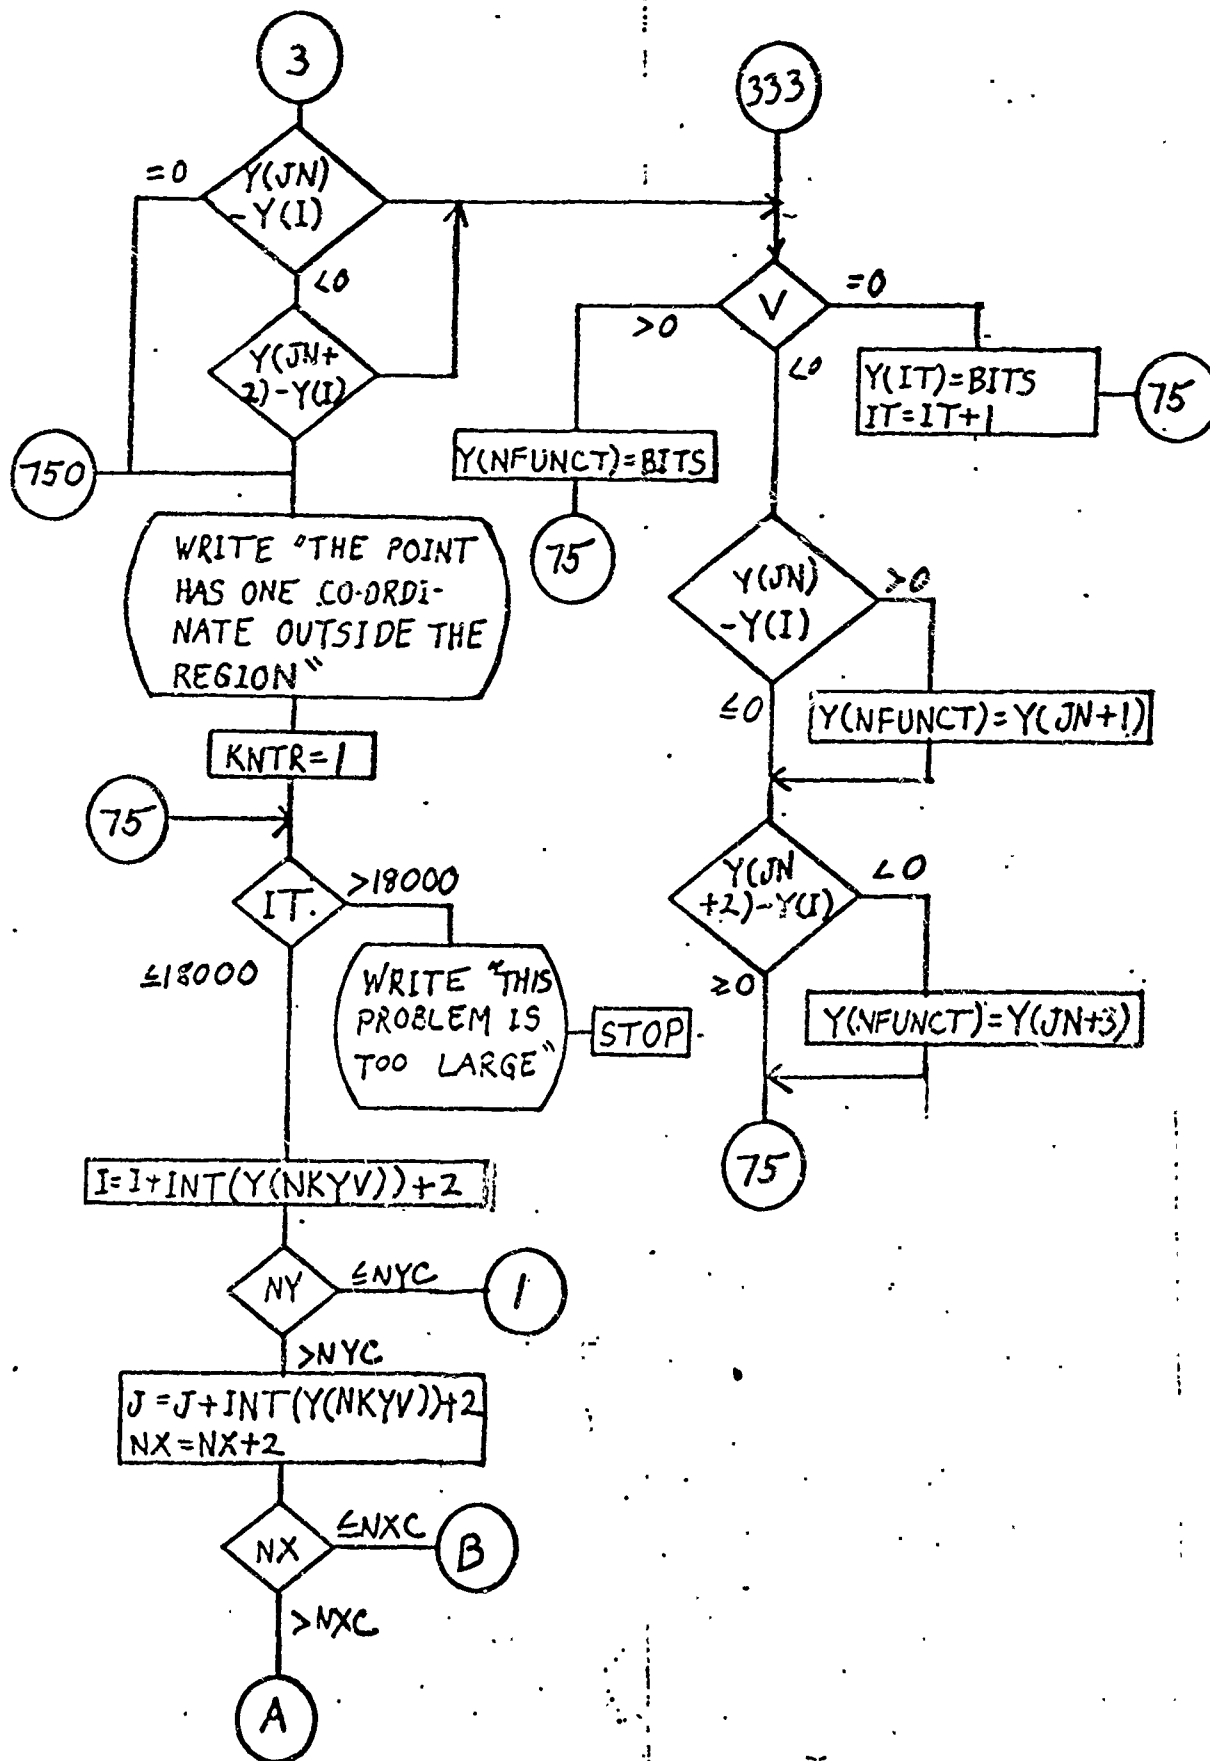 3
=0
Y(JN)
-Y(I)
<0
Y(JN+
2)-Y(I)
750
WRITE "THE POINT
HAS ONE CO-ORDI-
NATE OUTSIDE THE
REGION"
KNTR=1
75
IT.
>18000
≤18000
WRITE "THIS
PROBLEM IS
TOO LARGE"
STOP
I=I+INT(Y(NKYV))+2
NY
≤NYC
1
>NYC
J=J+INT(Y(NKYV))+2
NX=NX+2
NX
≤NXC
B
>NXC
A
333
V
=0
>0
<0
Y(IT)=BITS
IT=IT+1
75
Y(NFUNCT)=BITS
75
Y(JN)
-Y(I)
>0
≤0
Y(NFUNCT)=Y(JN+1)
Y(JN
+2)-Y(I)
<0
≥0
Y(NFUNCT)=Y(JN+3)
75